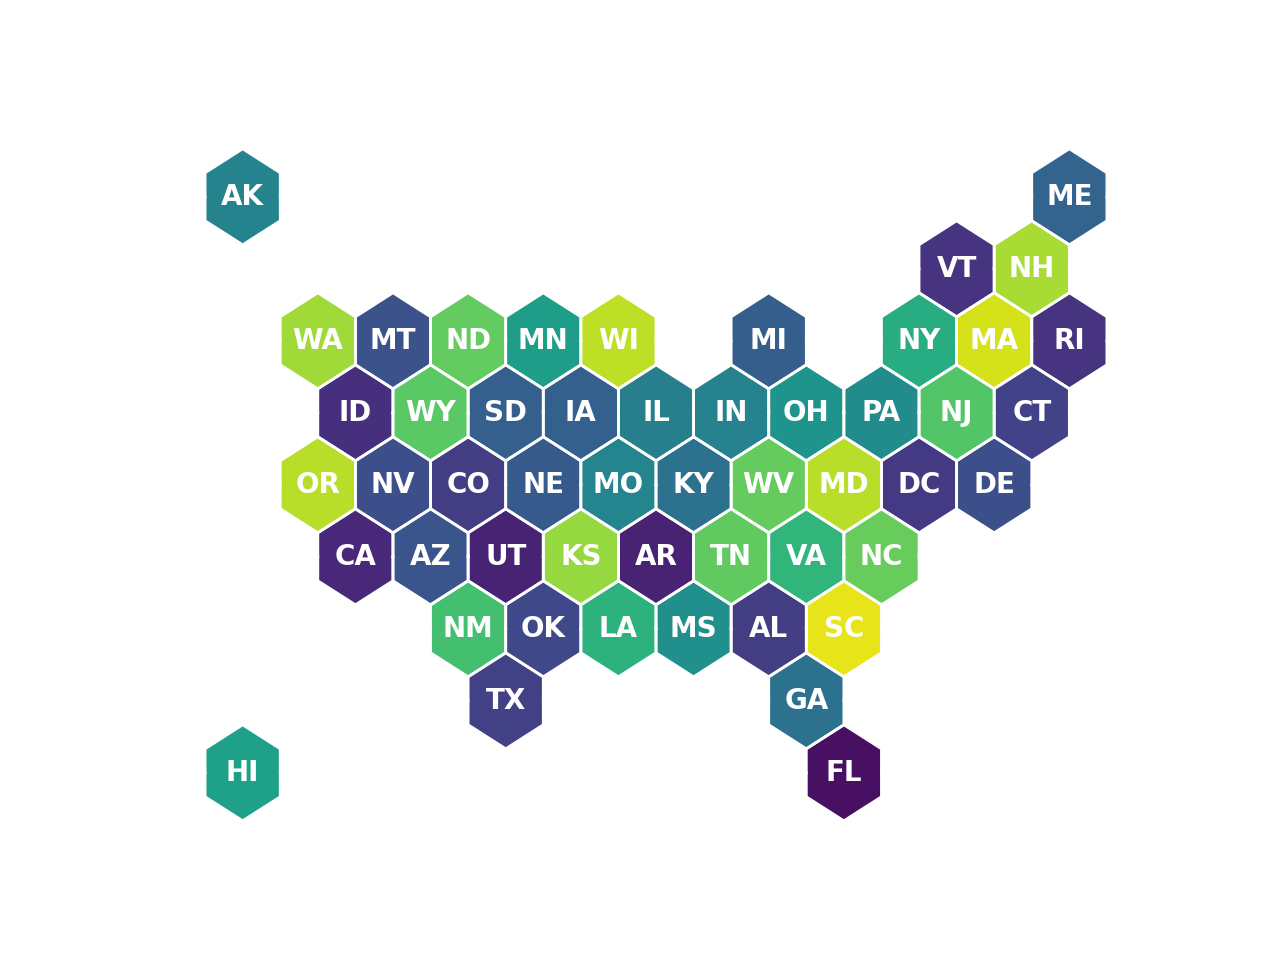 AK ME
VT NH
WA MT ND MN WI MI NY MA RI
ID WY SD IA IL IN OH PA NJ CT
OR NV CO NE MO KY WV MD DC DE
CA AZ UT KS AR TN VA NC
NM OK LA MS AL SC
TX GA
HI FL